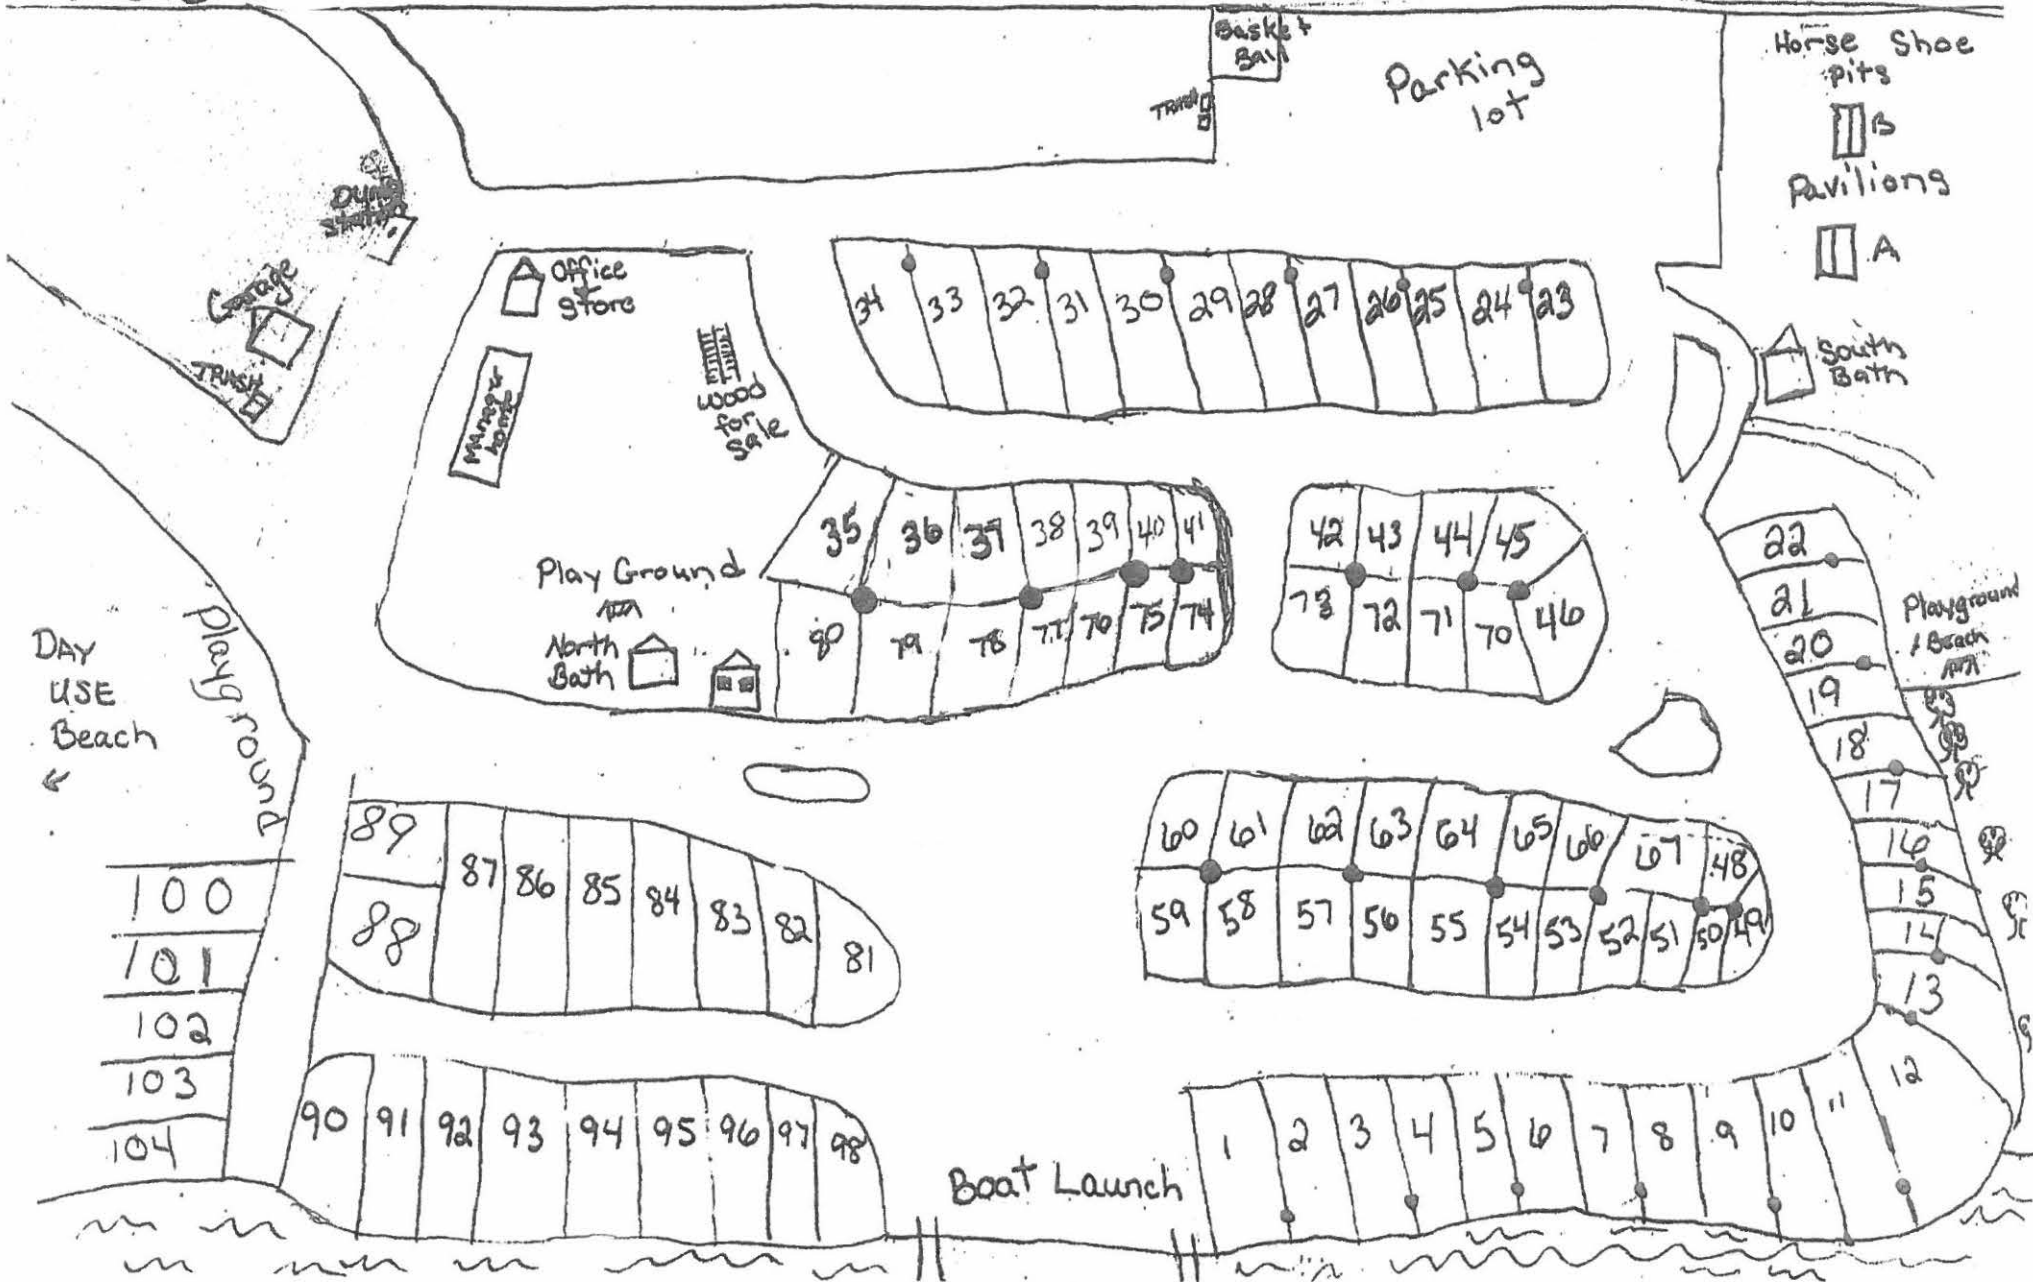 Basket
Ball
Parking
lot
Horse Shoe
pits
B
Pavilions
A
TRASH
Dump
Station
Garage
TRASH
Office
+
Store
Manager
home
Wood
for
Sale
34 33 32 31 30 29 28 27 26 25 24 23
South
Bath
35 36 37 38 39 40 41
42 43 44 45
22
21
20
19
18
17
16
15
14
13
12
Play Ground
80 79 78 77 76 75 74
73 72 71 70 46
Playground
/ Beach
North
Bath
DAY
USE
Beach
Playground
89
88
87 86 85 84 83 82 81
60 61 62 63 64 65 66 67 48
59 58 57 56 55 54 53 52 51 50 49
100
101
102
103
104
90 91 92 93 94 95 96 97 98
Boat Launch
1 2 3 4 5 6 7 8 9 10 11